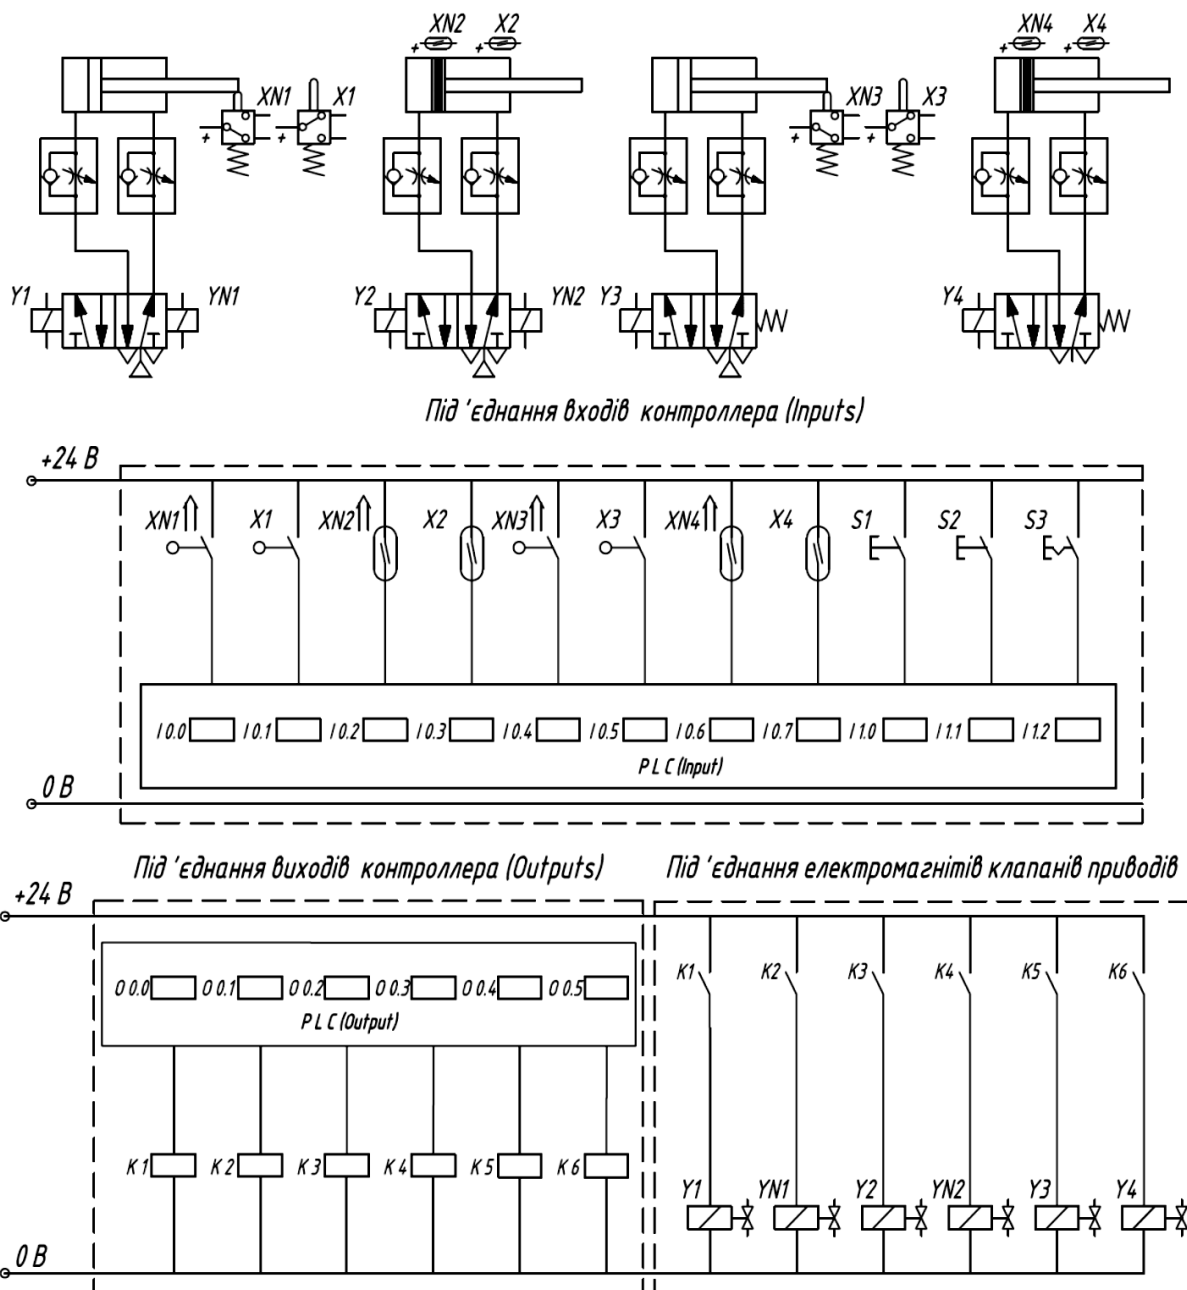 XN2 X2 XN4 X4
+ + + +
XN1 X1 XN3 X3
+ + + +
Y1 YN1 Y2 YN2 Y3 Y4
Під 'єднання входів контроллера (Inputs)
+24 В
XN1 X1 XN2 X2 XN3 X3 XN4 X4 S1 S2 S3
I 0.0 I 0.1 I 0.2 I 0.3 I 0.4 I 0.5 I 0.6 I 0.7 I 1.0 I 1.1 I 1.2
P L C (Input)
0 В
Під 'єднання виходів контроллера (Outputs) Під 'єднання електромагнітів клапанів приводів
+24 В
K1 K2 K3 K4 K5 K6
O 0.0 O 0.1 O 0.2 O 0.3 O 0.4 O 0.5
P L C (Output)
K 1 K 2 K 3 K 4 K 5 K 6
Y1 YN1 Y2 YN2 Y3 Y4
0 В